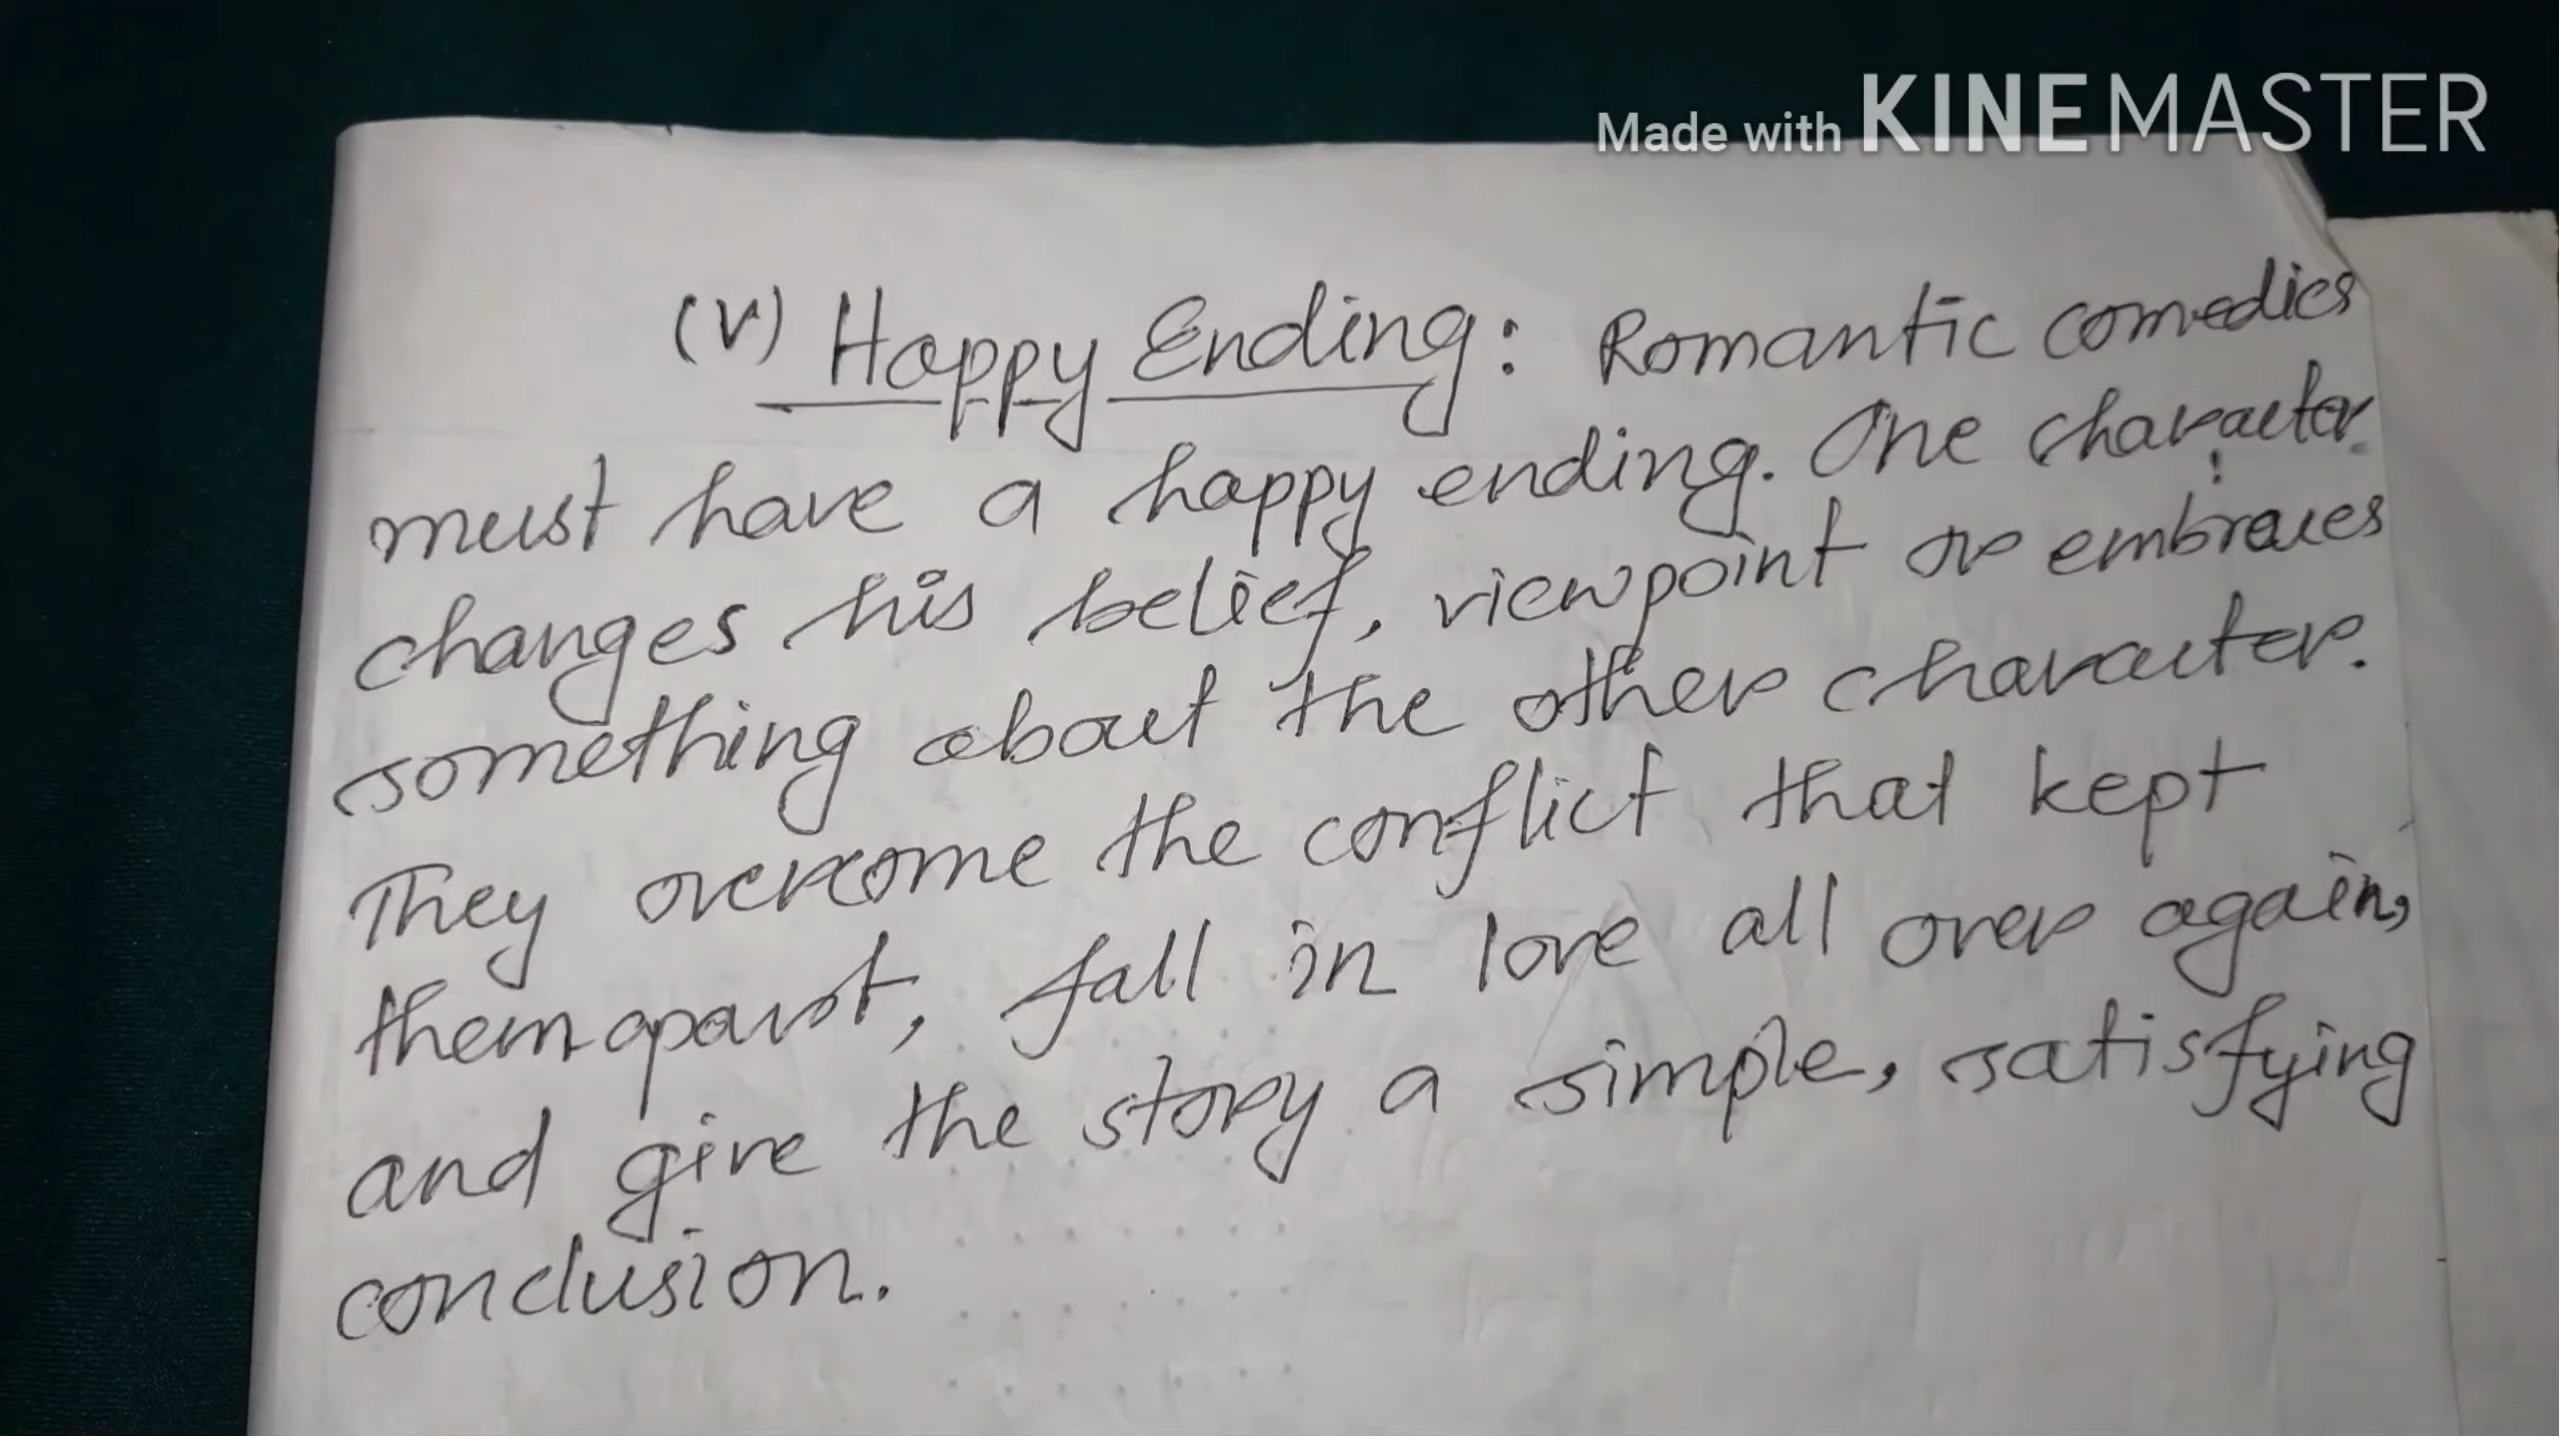 Made with KINEMASTER
(V) Happy Ending: Romantic comedies
must have a happy ending. One character
changes his belief, viewpoint or embraces
something about the other character.
They overcome the conflict that kept
them apart, fall in love all over again,
and give the story a simple, satisfying
conclusion.